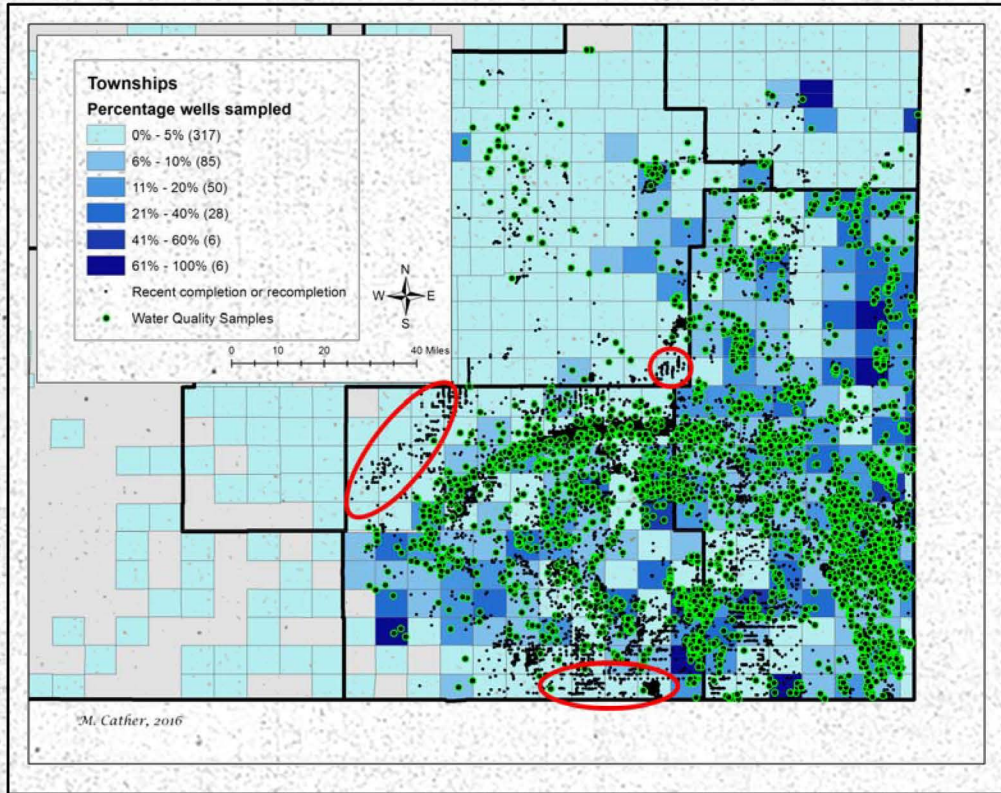 Townships
Percentage wells sampled
0% - 5% (317)
6% - 10% (85)
11% - 20% (50)
21% - 40% (28)
41% - 60% (6)
61% - 100% (6)
Recent completion or recompletion
Water Quality Samples
N
W E
S
0 10 20 40 Miles
M. Cather, 2016